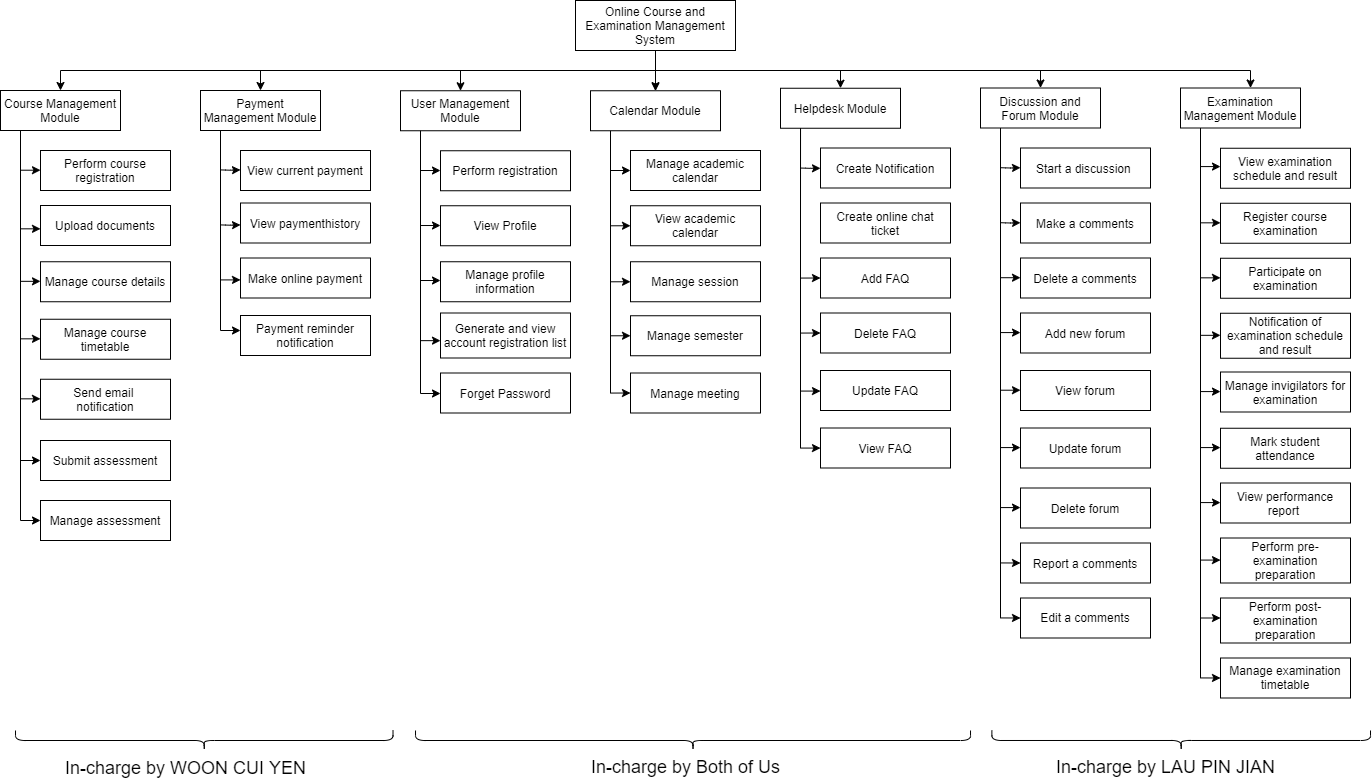 Online Course and
Examination Management
System
Course Management
Module
Perform course
registration
Upload documents
Manage course details
Manage course
timetable
Send email
notification
Submit assessment
Manage assessment
Payment
Management Module
View current payment
View paymenthistory
Make online payment
Payment reminder
notification
User Management
Module
Perform registration
View Profile
Manage profile
information
Generate and view
account registration list
Forget Password
Calendar Module
Manage academic
calendar
View academic
calendar
Manage session
Manage semester
Manage meeting
Helpdesk Module
Create Notification
Create online chat
ticket
Add FAQ
Delete FAQ
Update FAQ
View FAQ
Discussion and
Forum Module
Start a discussion
Make a comments
Delete a comments
Add new forum
View forum
Update forum
Delete forum
Report a comments
Edit a comments
Examination
Management Module
View examination
schedule and result
Register course
examination
Participate on
examination
Notification of
examination schedule
and result
Manage invigilators for
examination
Mark student
attendance
View performance
report
Perform pre-
examination
preparation
Perform post-
examination
preparation
Manage examination
timetable
In-charge by WOON CUI YEN
In-charge by Both of Us
In-charge by LAU PIN JIAN